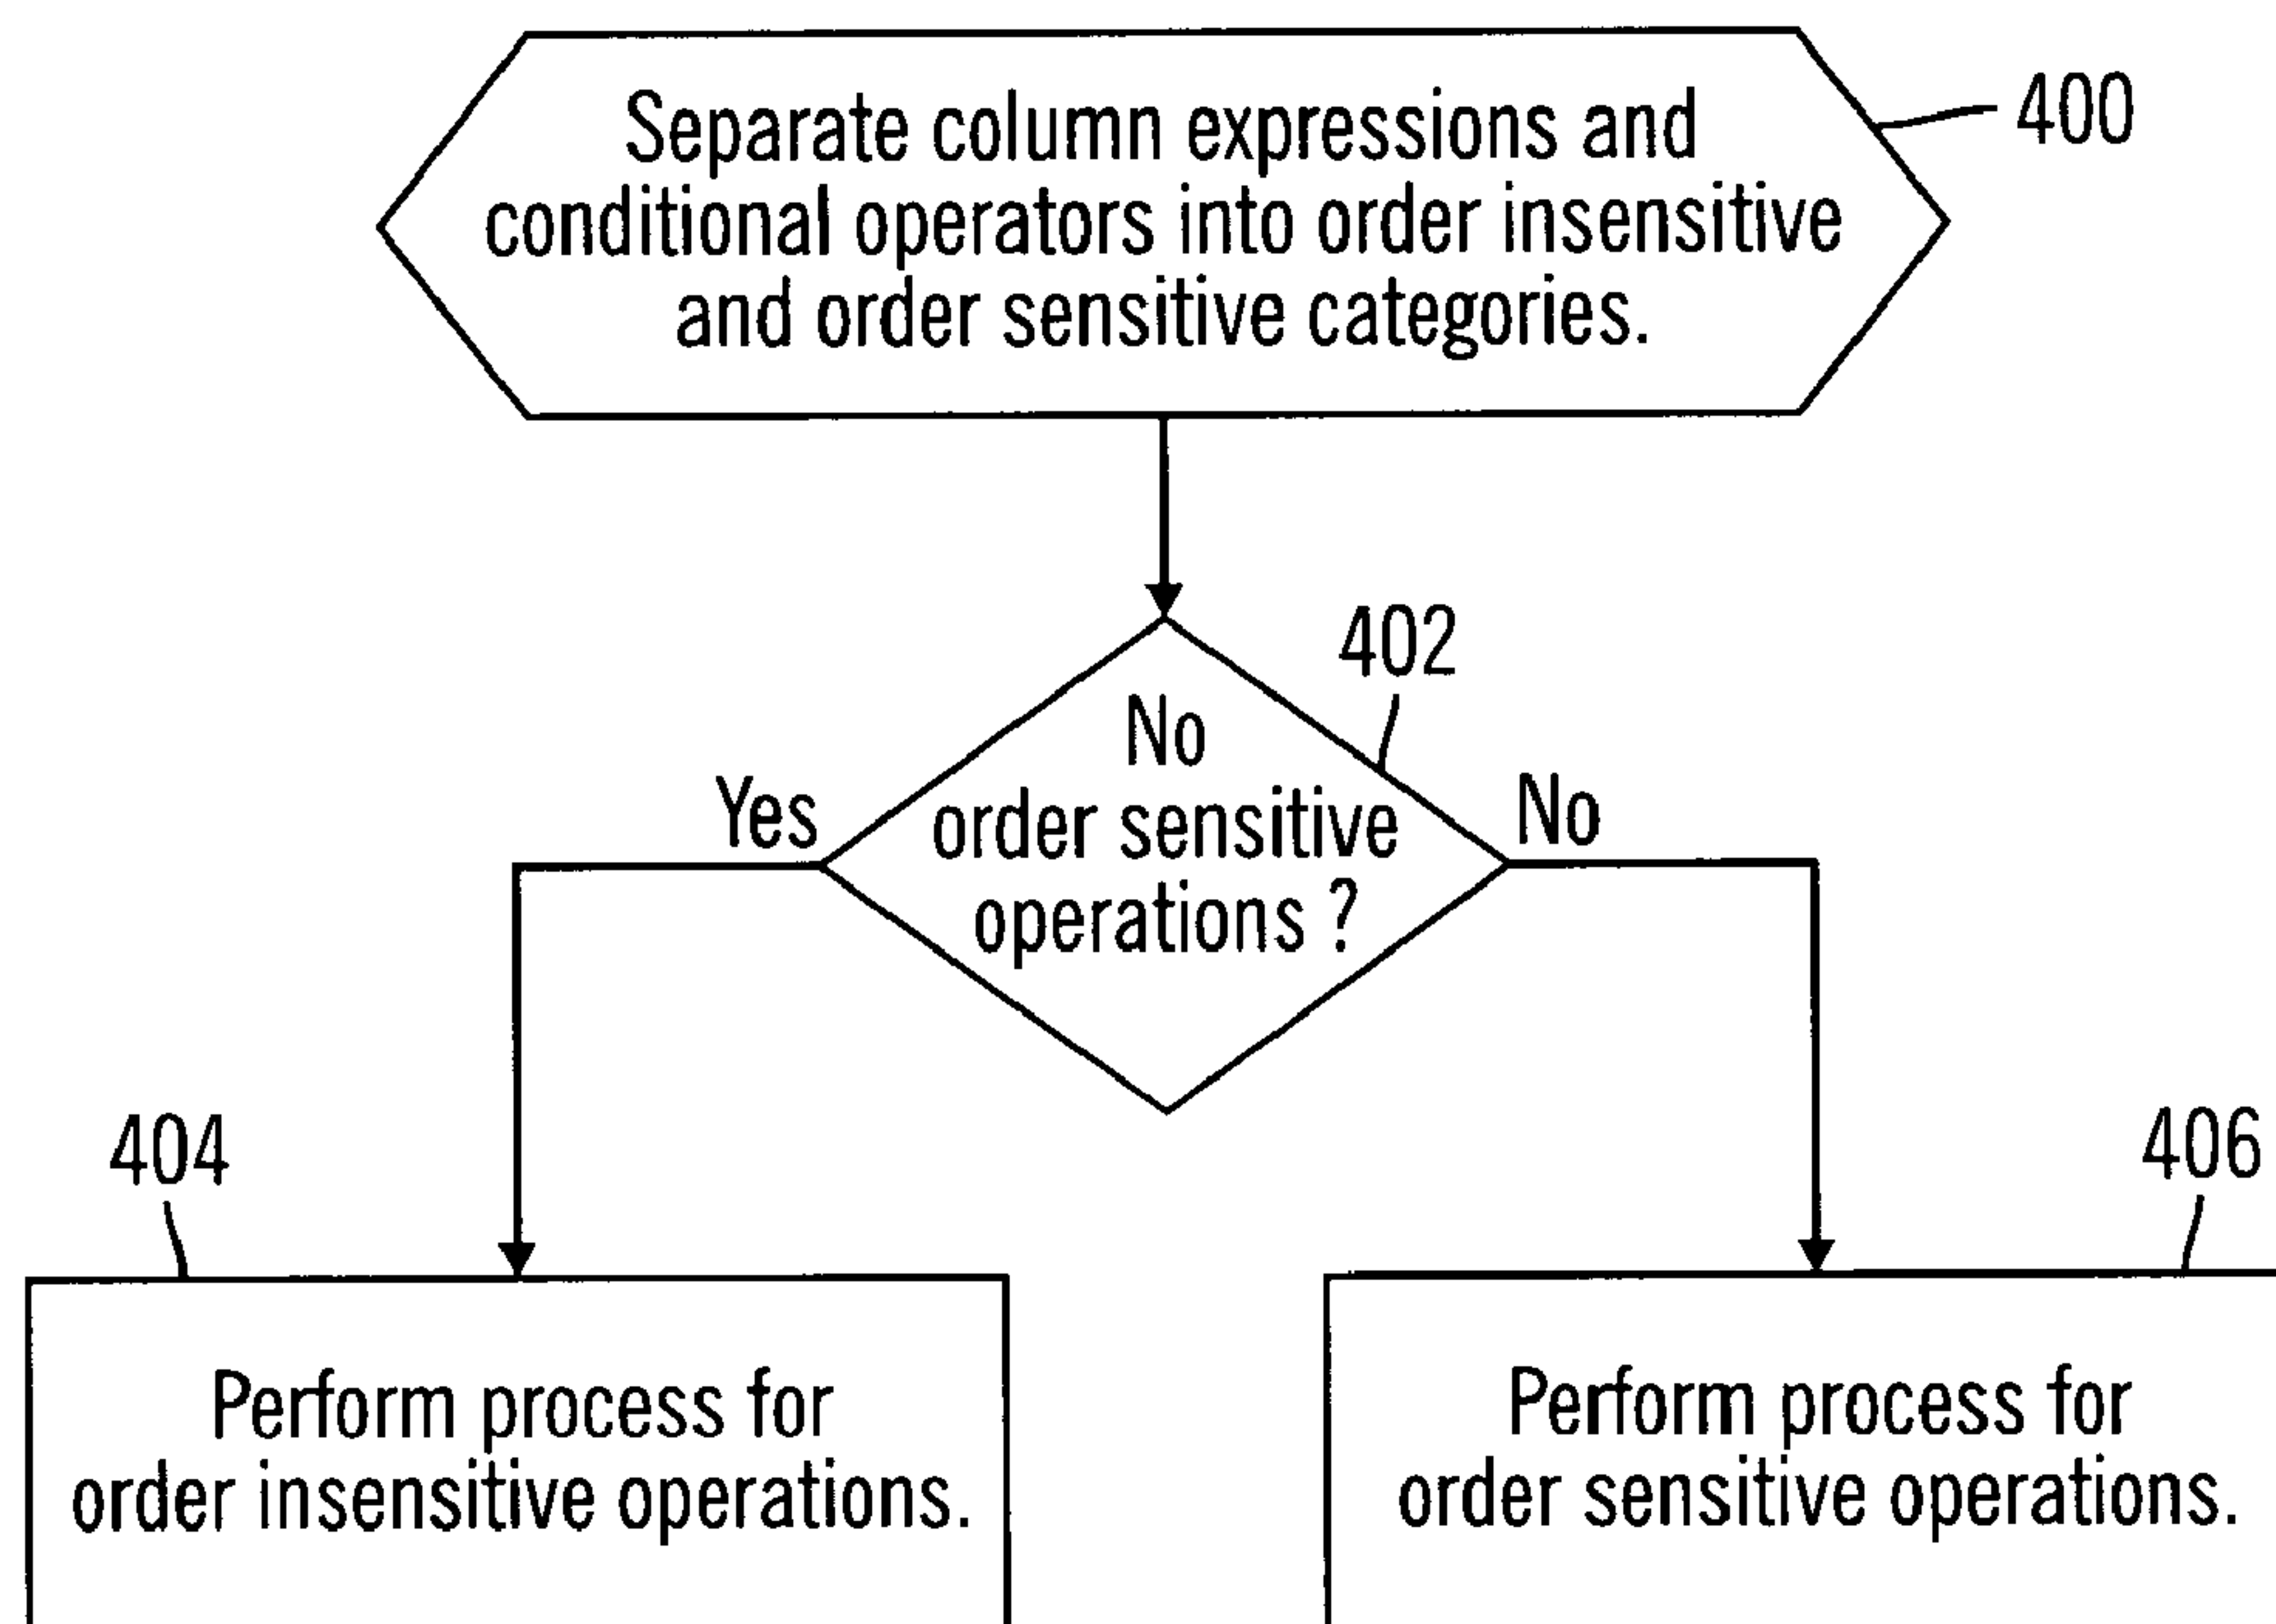 Separate column expressions and
conditional operators into order insensitive
and order sensitive categories.
400
402
No
order sensitive
operations ?
Yes
No
404
406
Perform process for
order insensitive operations.
Perform process for
order sensitive operations.